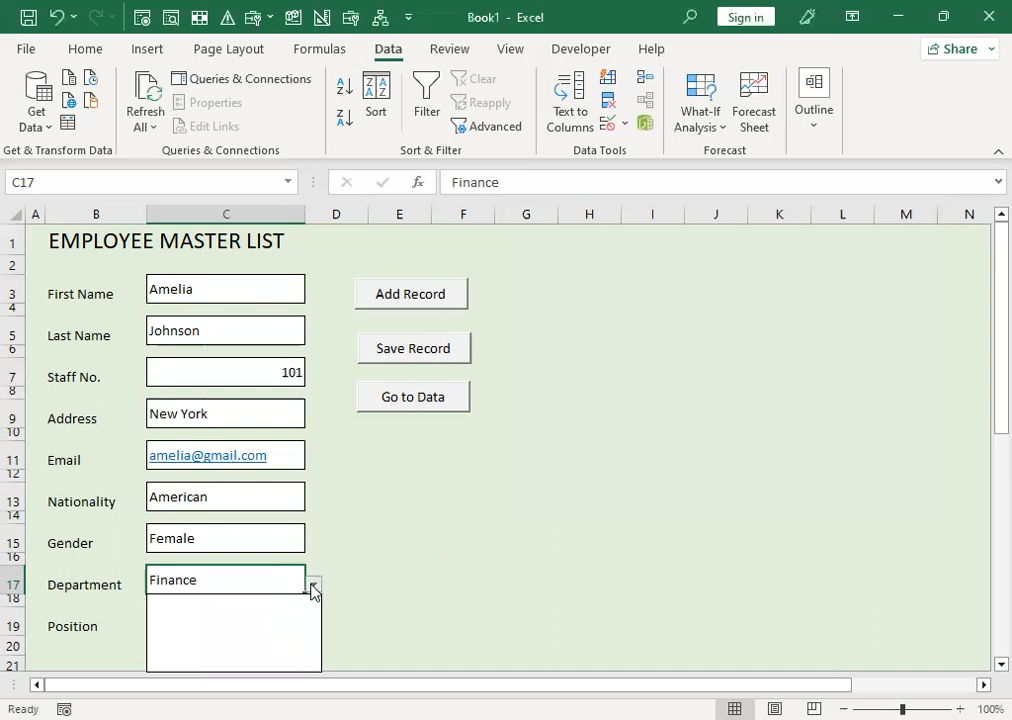 Book1 - Excel
Sign in
File Home Insert Page Layout Formulas Data Review View Developer Help
Share
Get Data
Refresh All
Queries & Connections
Properties
Edit Links
Sort
Filter
Clear
Reapply
Advanced
Text to Columns
What-If Analysis
Forecast Sheet
Outline
Get & Transform Data
Queries & Connections
Sort & Filter
Data Tools
Forecast
C17
fx
Finance
A B C D E F G H I J K L M N
1 EMPLOYEE MASTER LIST
2
3 First Name Amelia Add Record
4
5 Last Name Johnson Save Record
6
7 Staff No. 101 Go to Data
8
9 Address New York
10
11 Email amelia@gmail.com
12
13 Nationality American
14
15 Gender Female
16
17 Department Finance
18
19 Position
20
21
Ready
100%